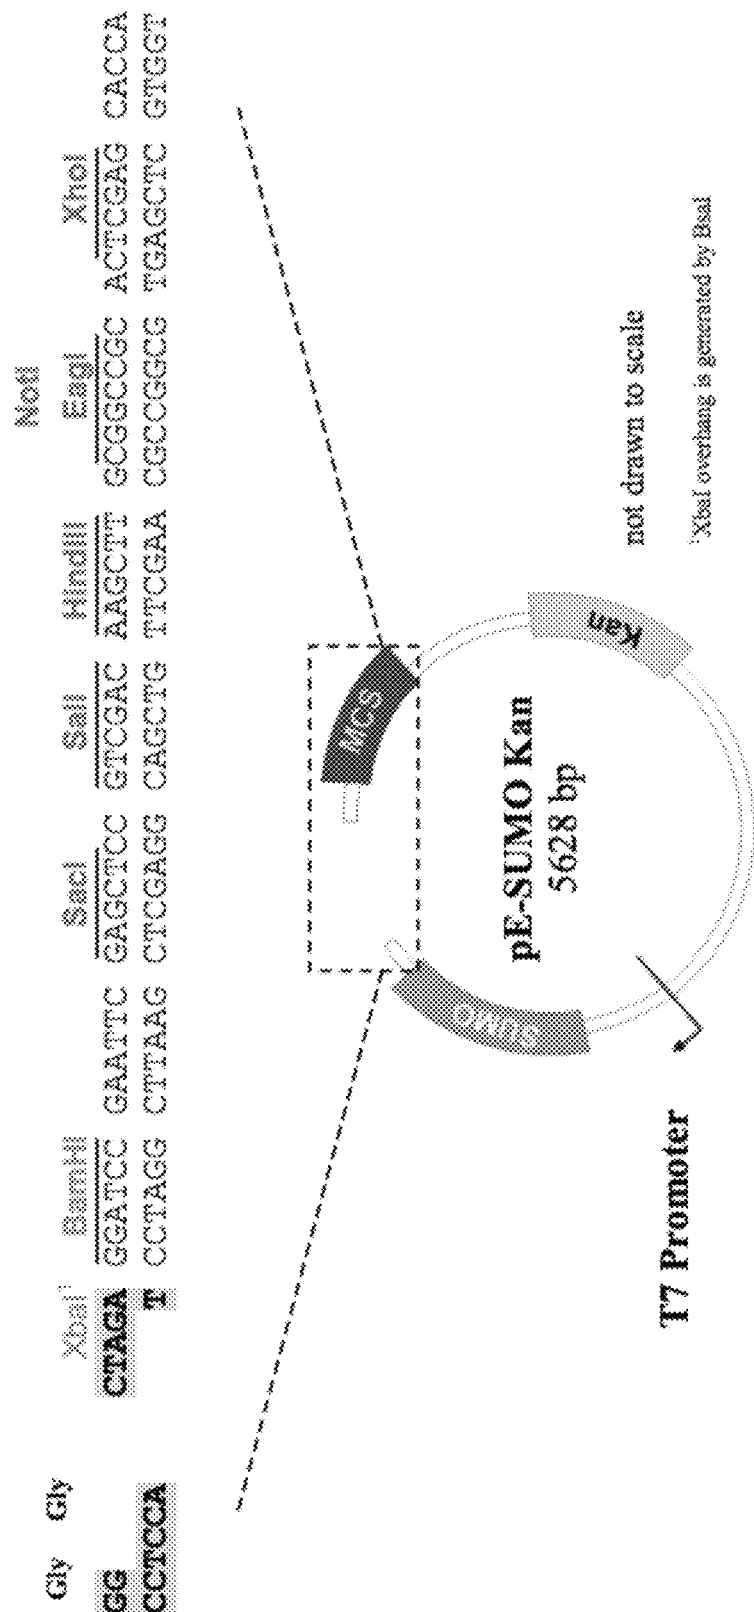 Gly Gly
NotI
XbaI† BamHI SacI SalI HindIII EagI XhoI
GG CTAGA GGATCC GAATTC GAGCTCC GTCGAC AAGCTT GCGGCCGC ACTCGAG CACCA
CCTCCA T CCTAGG CTTAAG CTCGAGG CAGCTG TTCGAA CGCCGGCG TGAGCTC GTGGT
MCS
SUMO
Kan
pE-SUMO Kan
5628 bp
T7 Promoter
not drawn to scale
†XbaI overhang is generated by BsaI